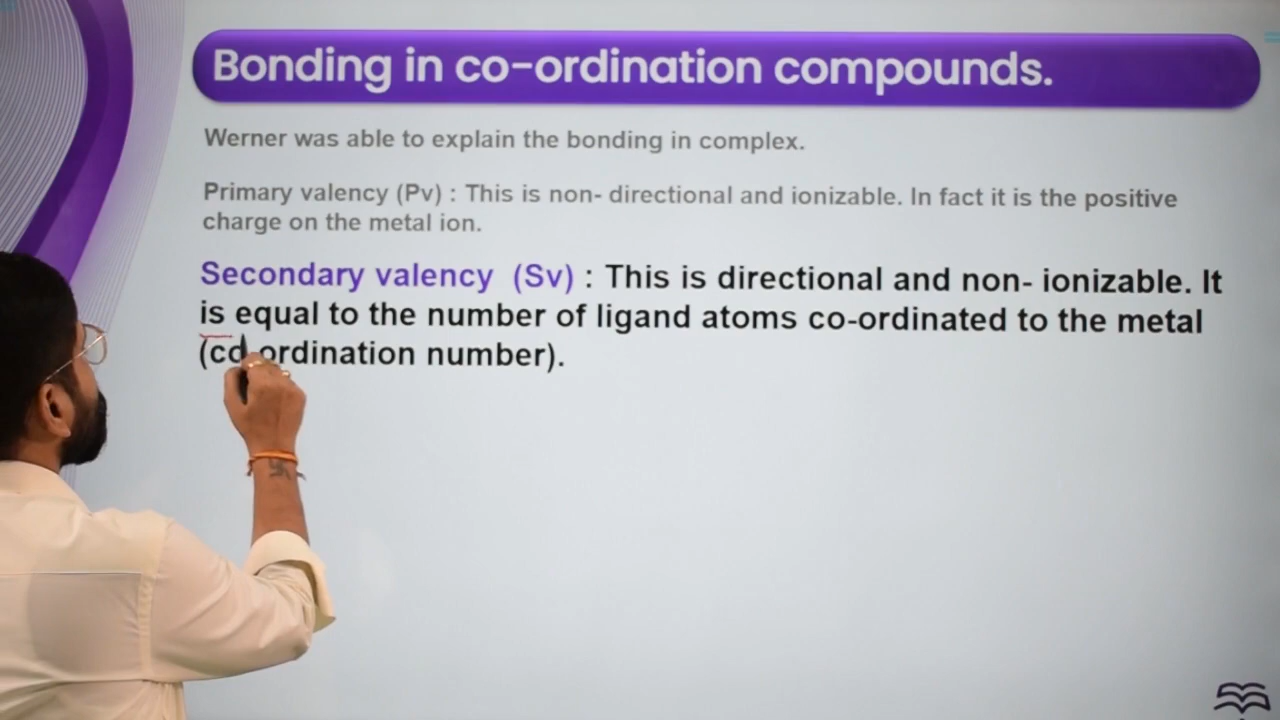 Bonding in co-ordination compounds.
Werner was able to explain the bonding in complex.
Primary valency (Pv) : This is non- directional and ionizable. In fact it is the positive
charge on the metal ion.
Secondary valency (Sv) : This is directional and non- ionizable. It
is equal to the number of ligand atoms co-ordinated to the metal
(co-ordination number).